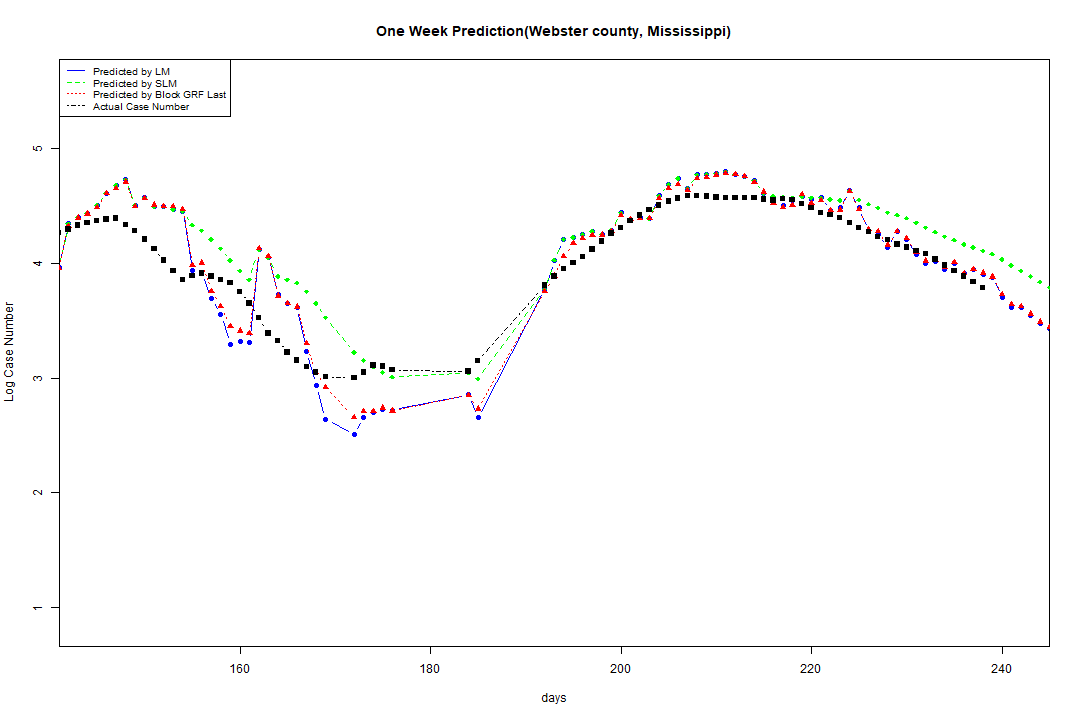 One Week Prediction(Webster county, Mississippi)
Predicted by LM
Predicted by SLM
Predicted by Block GRF Last
Actual Case Number
5
4
3
2
1
Log Case Number
160 180 200 220 240
days